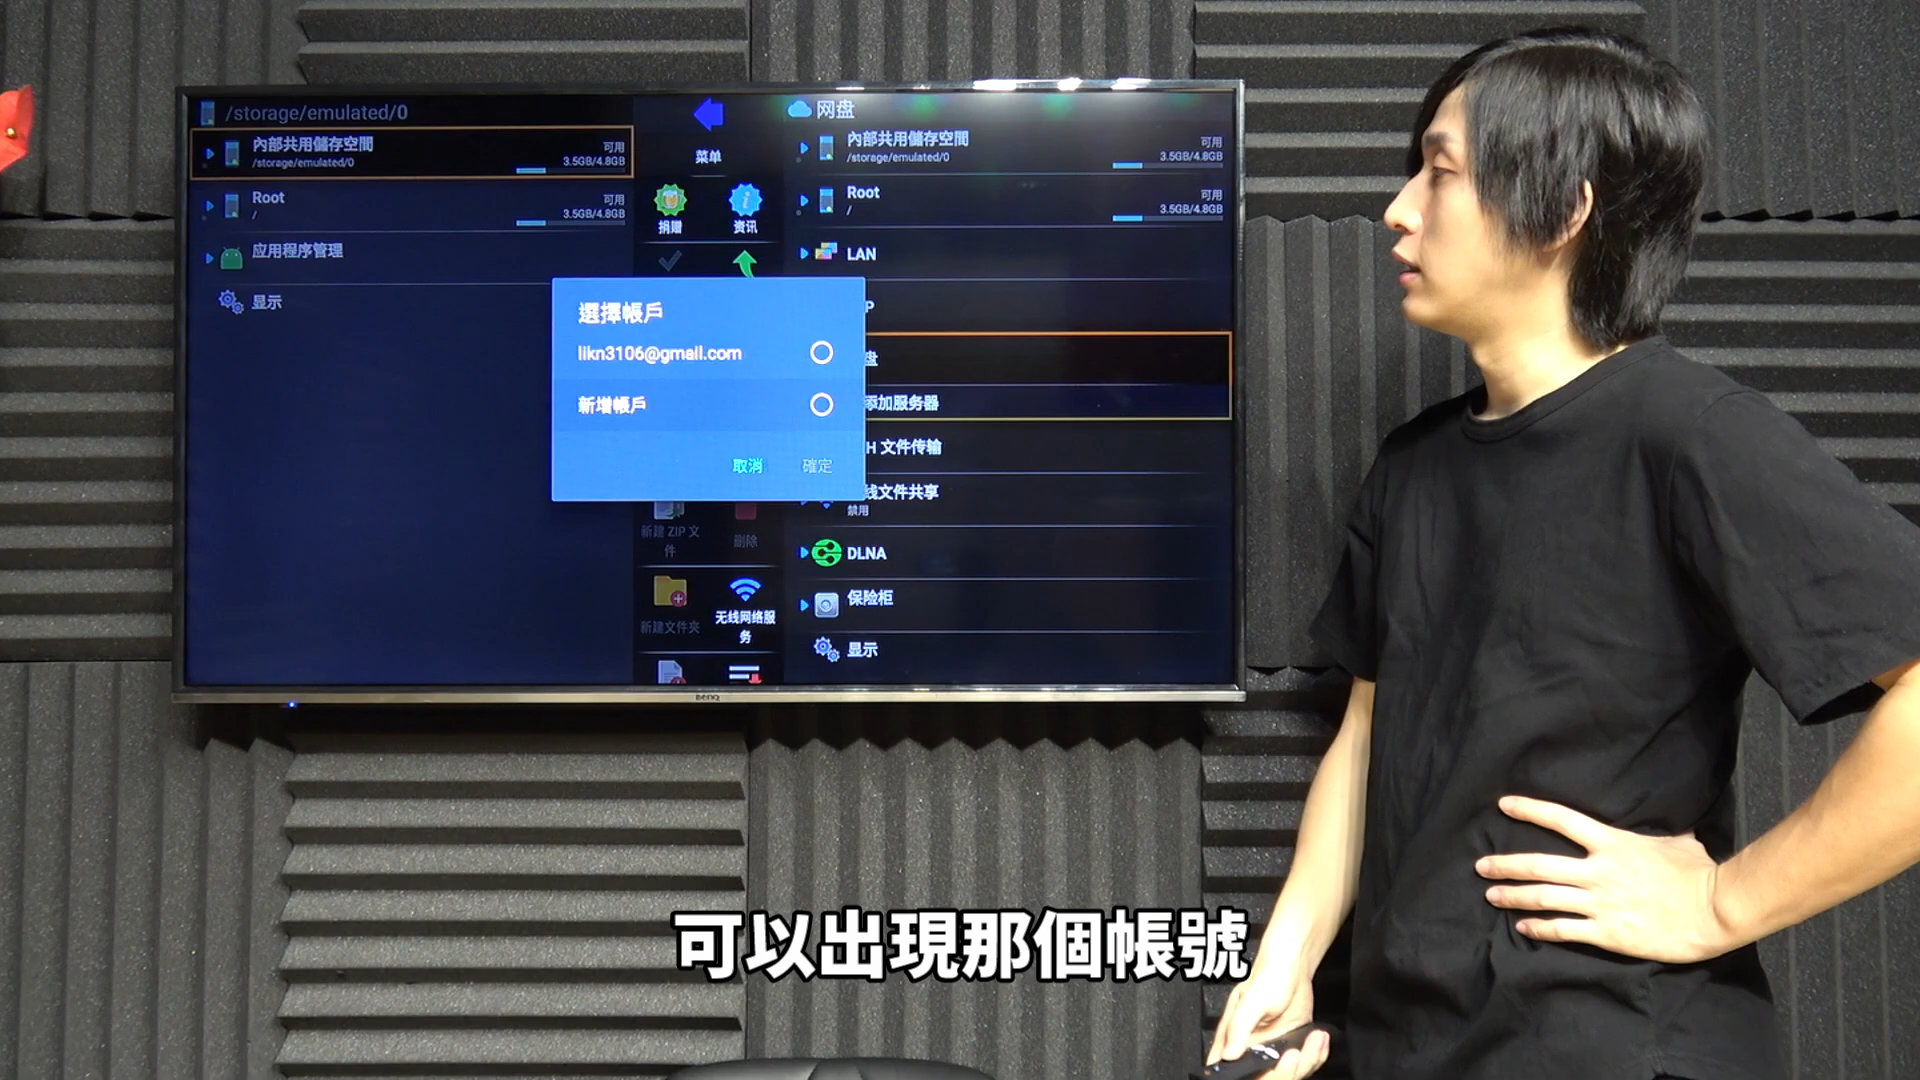 /storage/emulated/0
內部共用儲存空間
/storage/emulated/0
可用
3.5GB/4.8GB
Root
/
可用
3.5GB/4.8GB
应用程序管理
显示
菜单
捐赠
资讯
選擇帳戶
likn3106@gmail.com
新增帳戶
取消
確定
新建 ZIP 文
件
删除
新建文件夹
无线网络服
务
网盘
內部共用儲存空間
/storage/emulated/0
可用
3.5GB/4.8GB
Root
/
可用
3.5GB/4.8GB
LAN
P
盘
添加服务器
H 文件传输
线文件共享
禁用
DLNA
保险柜
显示
BenQ
可以出現那個帳號